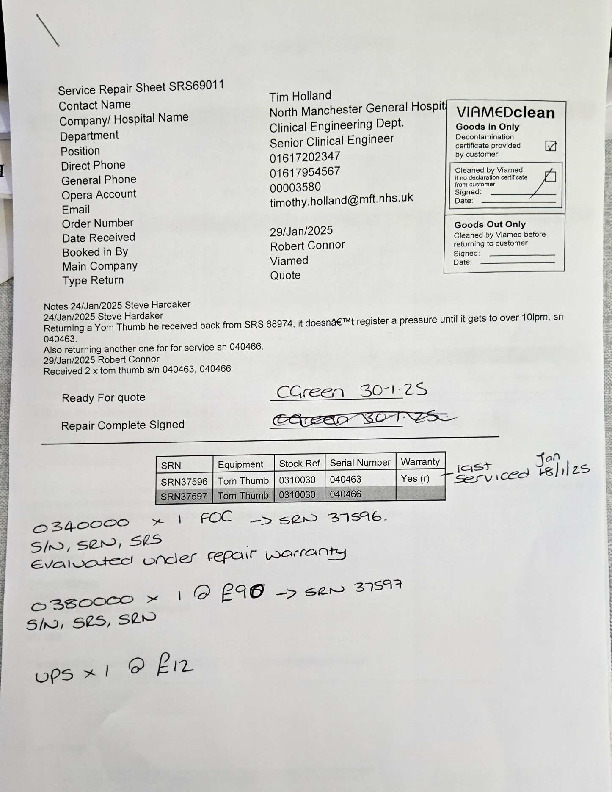 Service Repair Sheet SRS69011
Contact Name Tim Holland
Company/ Hospital Name North Manchester General Hospit
Department Clinical Engineering Dept.
Position Senior Clinical Engineer
Direct Phone 01617202347
General Phone 01617954567
Opera Account 00003580
Email timothy.holland@mft.nhs.uk
Order Number
Date Received 29/Jan/2025
Booked in By Robert Connor
Main Company Viamed
Type Return Quote
VIAMEDclean
Goods In Only
Decontamination
certificate provided
by customer
Cleaned by Viamed
if no declaration certificate
from customer
Signed:
Date:
Goods Out Only
Cleaned by Viamed before
returning to customer
Signed:
Date:
Notes 24/Jan/2025 Steve Hardaker
24/Jan/2025 Steve Hardaker
Returning a Tom Thumb he received back from SRS 68974, it doesnâ€™t register a pressure until it gets to over 10lpm, sn
040463.
Also returning another one for for service sn 040466.
29/Jan/2025 Robert Connor
Received 2 x tom thumb s/n 040463, 040466
Ready For quote CGreen 30-1-25
Repair Complete Signed CGreen 30-1-25
SRN Equipment Stock Ref Serial Number Warranty
SRN37596 Tom Thumb 0310030 040463 Yes (r)
SRN37597 Tom Thumb 0310030 040466
last Jan
serviced 28/1/25
0340000 x 1 FOC -> SRN 37596.
S/N, SRN, SRS
Evaluated under repair warranty
0380000 x 1 @ £90 -> SRN 37597
S/N, SRS, SRN
UPS x 1 @ £12